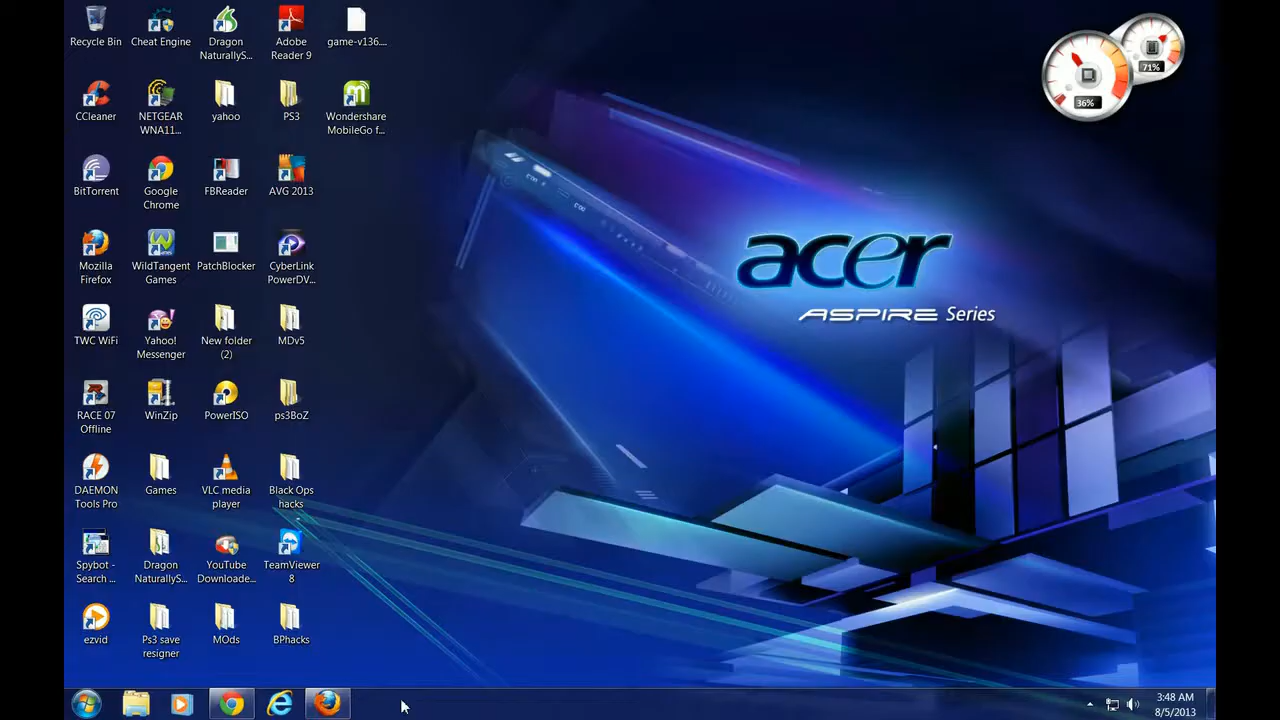 Recycle Bin
Cheat Engine
Dragon
NaturallyS...
Adobe
Reader 9
game-v136....
CCleaner
NETGEAR
WNA11...
yahoo
PS3
Wondershare
MobileGo f...
BitTorrent
Google
Chrome
FBReader
AVG 2013
Mozilla
Firefox
WildTangent
Games
PatchBlocker
CyberLink
PowerDV...
TWC WiFi
Yahoo!
Messenger
New folder
(2)
MDv5
RACE 07
Offline
WinZip
PowerISO
ps3BoZ
DAEMON
Tools Pro
Games
VLC media
player
Black Ops
hacks
Spybot -
Search ...
Dragon
NaturallyS...
YouTube
Downloade...
TeamViewer
8
ezvid
Ps3 save
resigner
MOds
BPhacks
71%
36%
acer
ASPIRE Series
3:48 AM
8/5/2013